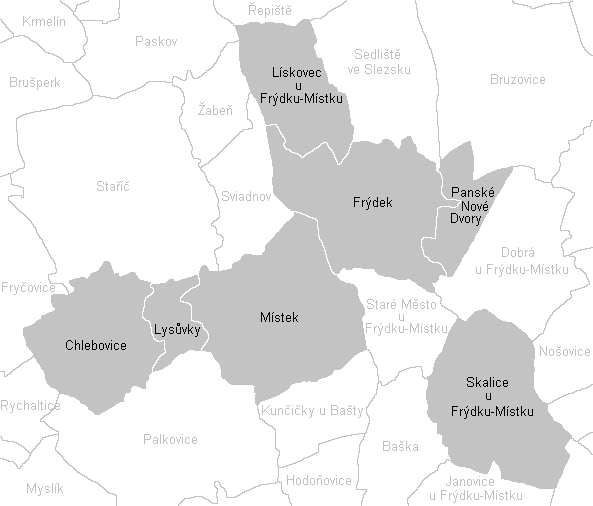 Řepiště
Krmelín
Paskov
Sedliště
ve Slezsku
Brušperk
Lískovec
u
Frýdku-Místku
Bruzovice
Žabeň
Staříč
Sviadnov
Frýdek
Panské
Nové
Dvory
Dobrá
u Frýdku-Místku
Fryčovice
Chlebovice
Lysůvky
Místek
Staré Město
u
Frýdku-Místku
Nošovice
Skalice
u
Frýdku-Místku
Rychaltice
Palkovice
Kunčičky u Bašty
Baška
Myslík
Hodoňovice
Janovice
u Frýdku-Místku